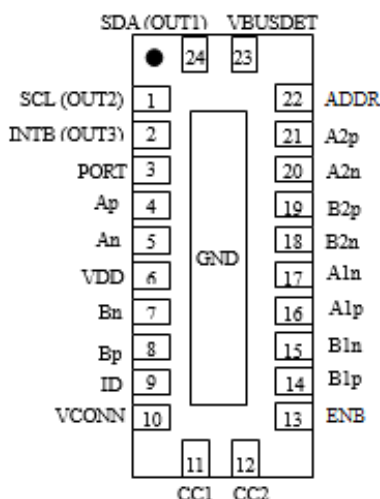 SDA (OUT1) VBUSDET
24 23
SCL (OUT2) 1 22 ADDR
INTB (OUT3) 2 21 A2p
PORT 3 20 A2n
Ap 4 19 B2p
An 5 18 B2n
GND
VDD 6 17 A1n
Bn 7 16 A1p
Bp 8 15 B1n
ID 9 14 B1p
VCONN 10 13 ENB
11 12
CC1 CC2